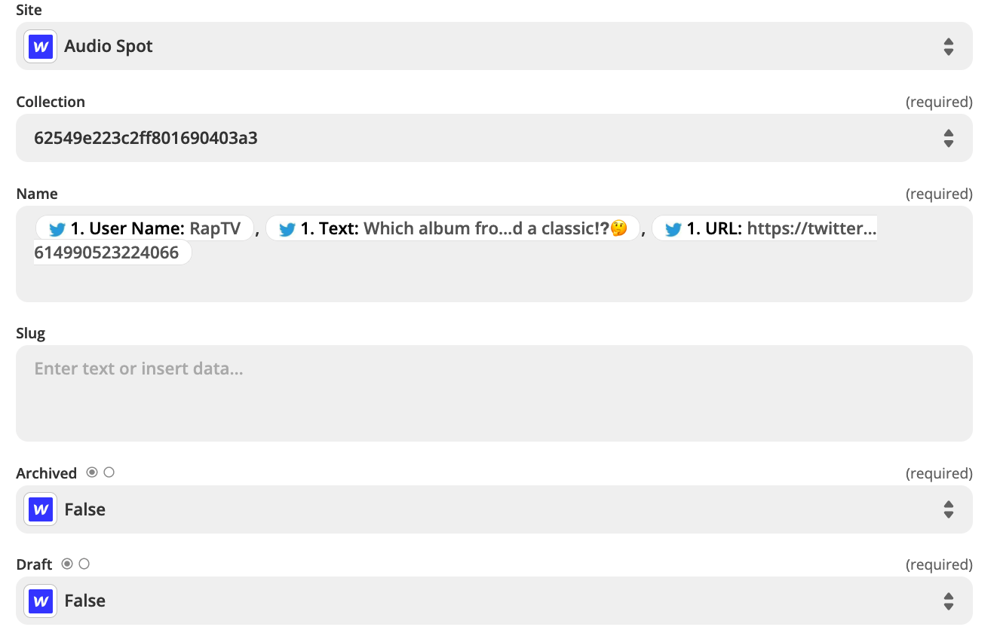 Site
W Audio Spot
Collection (required)
62549e223c2ff801690403a3
Name (required)
1. User Name: RapTV , 1. Text: Which album fro...d a classic!?🤔 , 1. URL: https://twitter...
614990523224066
Slug
Enter text or insert data...
Archived (required)
W False
Draft (required)
W False